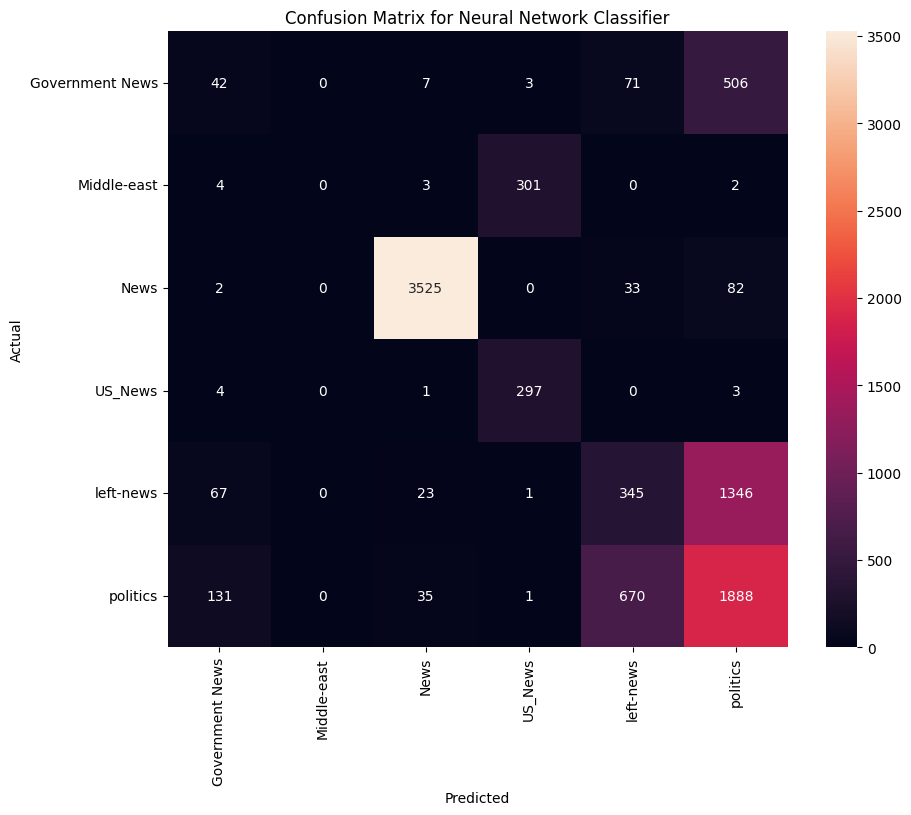 Confusion Matrix for Neural Network Classifier
Government News 42 0 7 3 71 506
Middle-east 4 0 3 301 0 2
News 2 0 3525 0 33 82
US_News 4 0 1 297 0 3
left-news 67 0 23 1 345 1346
politics 131 0 35 1 670 1888
Actual
Government News
Middle-east
News
US_News
left-news
politics
Predicted
3500
3000
2500
2000
1500
1000
500
0